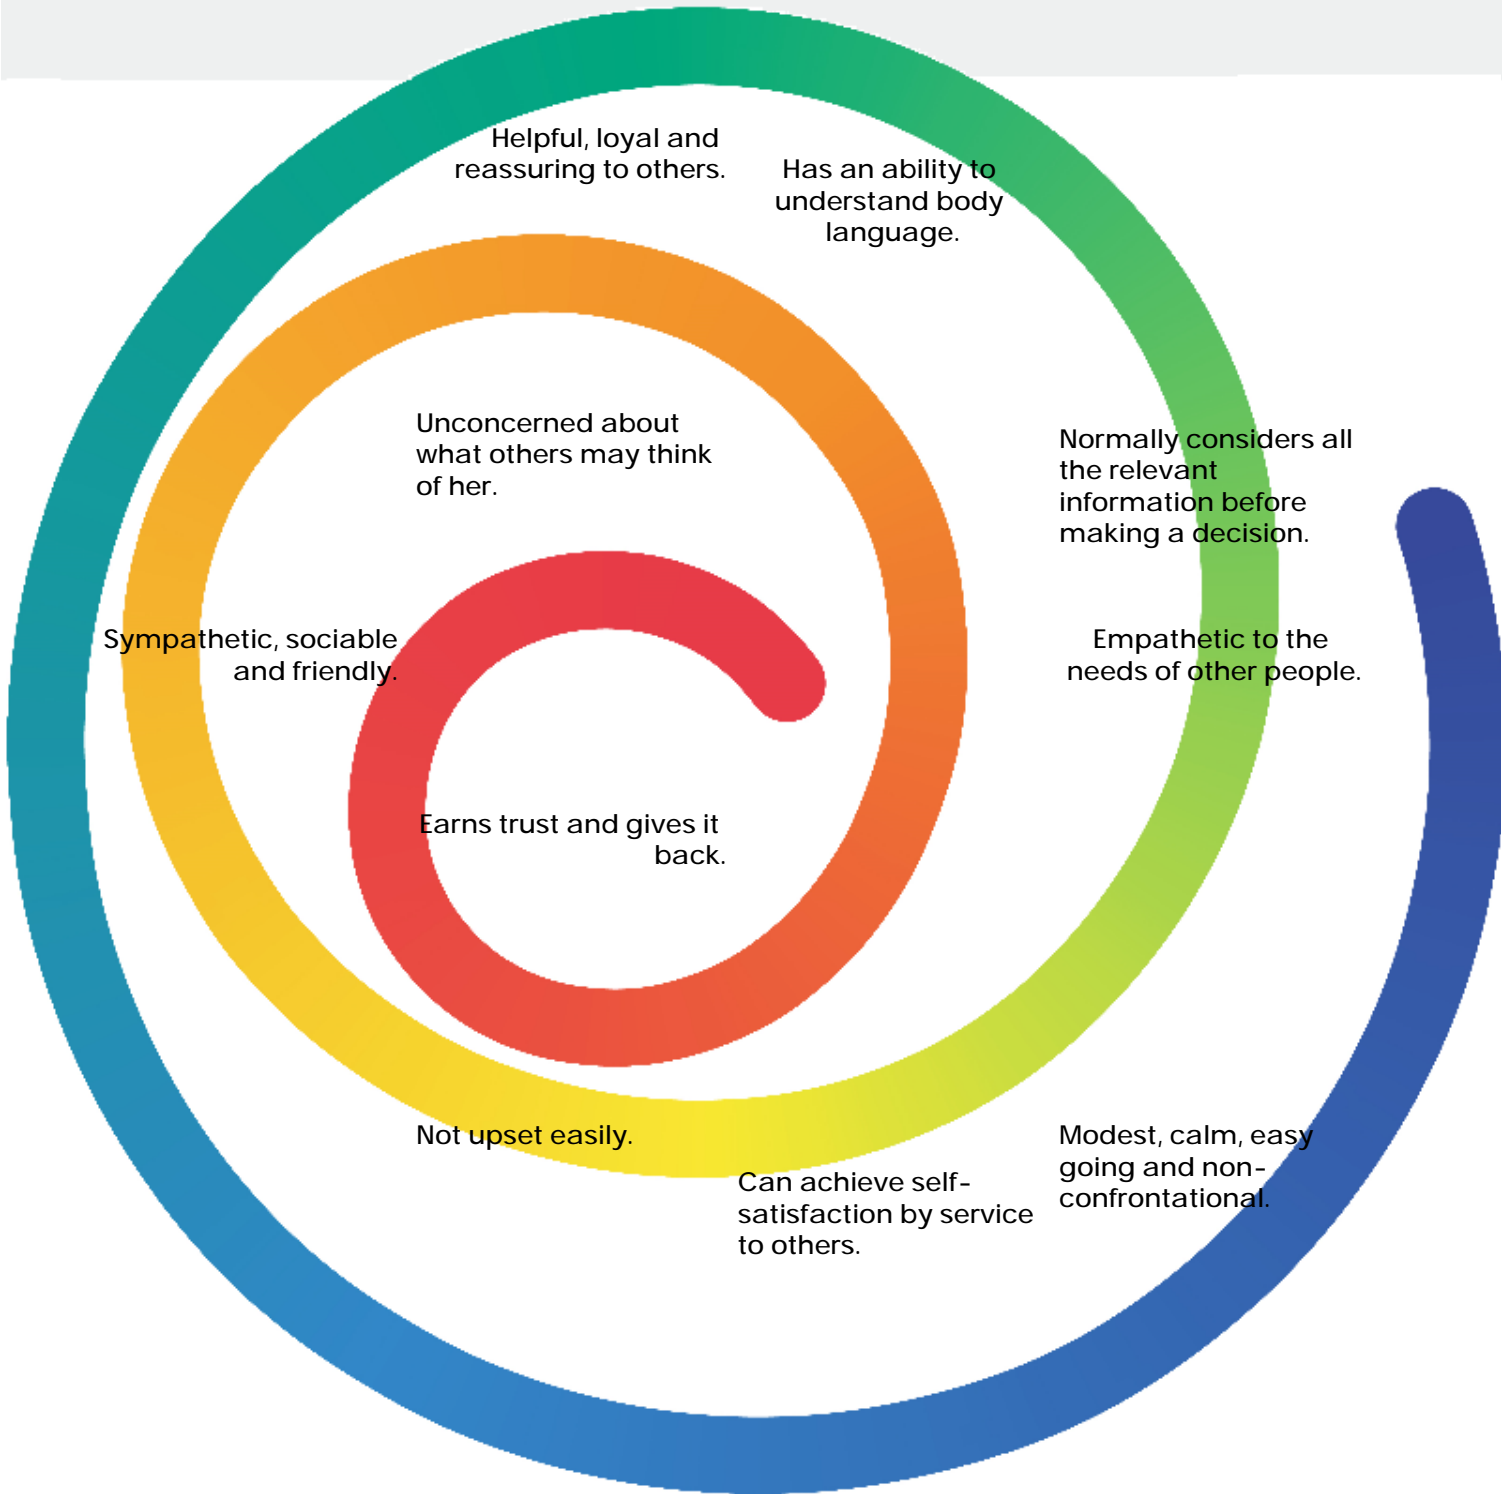 Helpful, loyal and
reassuring to others.
Has an ability to
understand body
language.
Unconcerned about
what others may think
of her.
Normally considers all
the relevant
information before
making a decision.
Sympathetic, sociable
and friendly.
Empathetic to the
needs of other people.
Earns trust and gives it
back.
Not upset easily.
Can achieve self-
satisfaction by service
to others.
Modest, calm, easy
going and non-
confrontational.